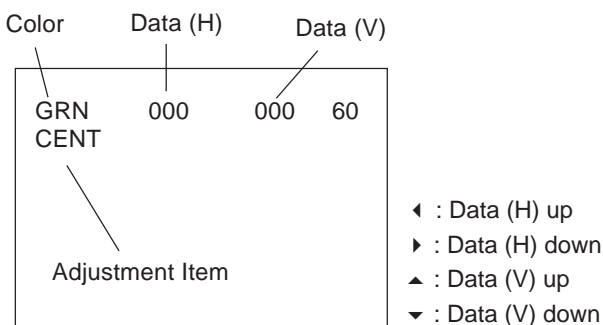 Color Data (H) Data (V)
GRN 000 000 60
CENT
Adjustment Item
◂ : Data (H) up
▸ : Data (H) down
▴ : Data (V) up
▾ : Data (V) down